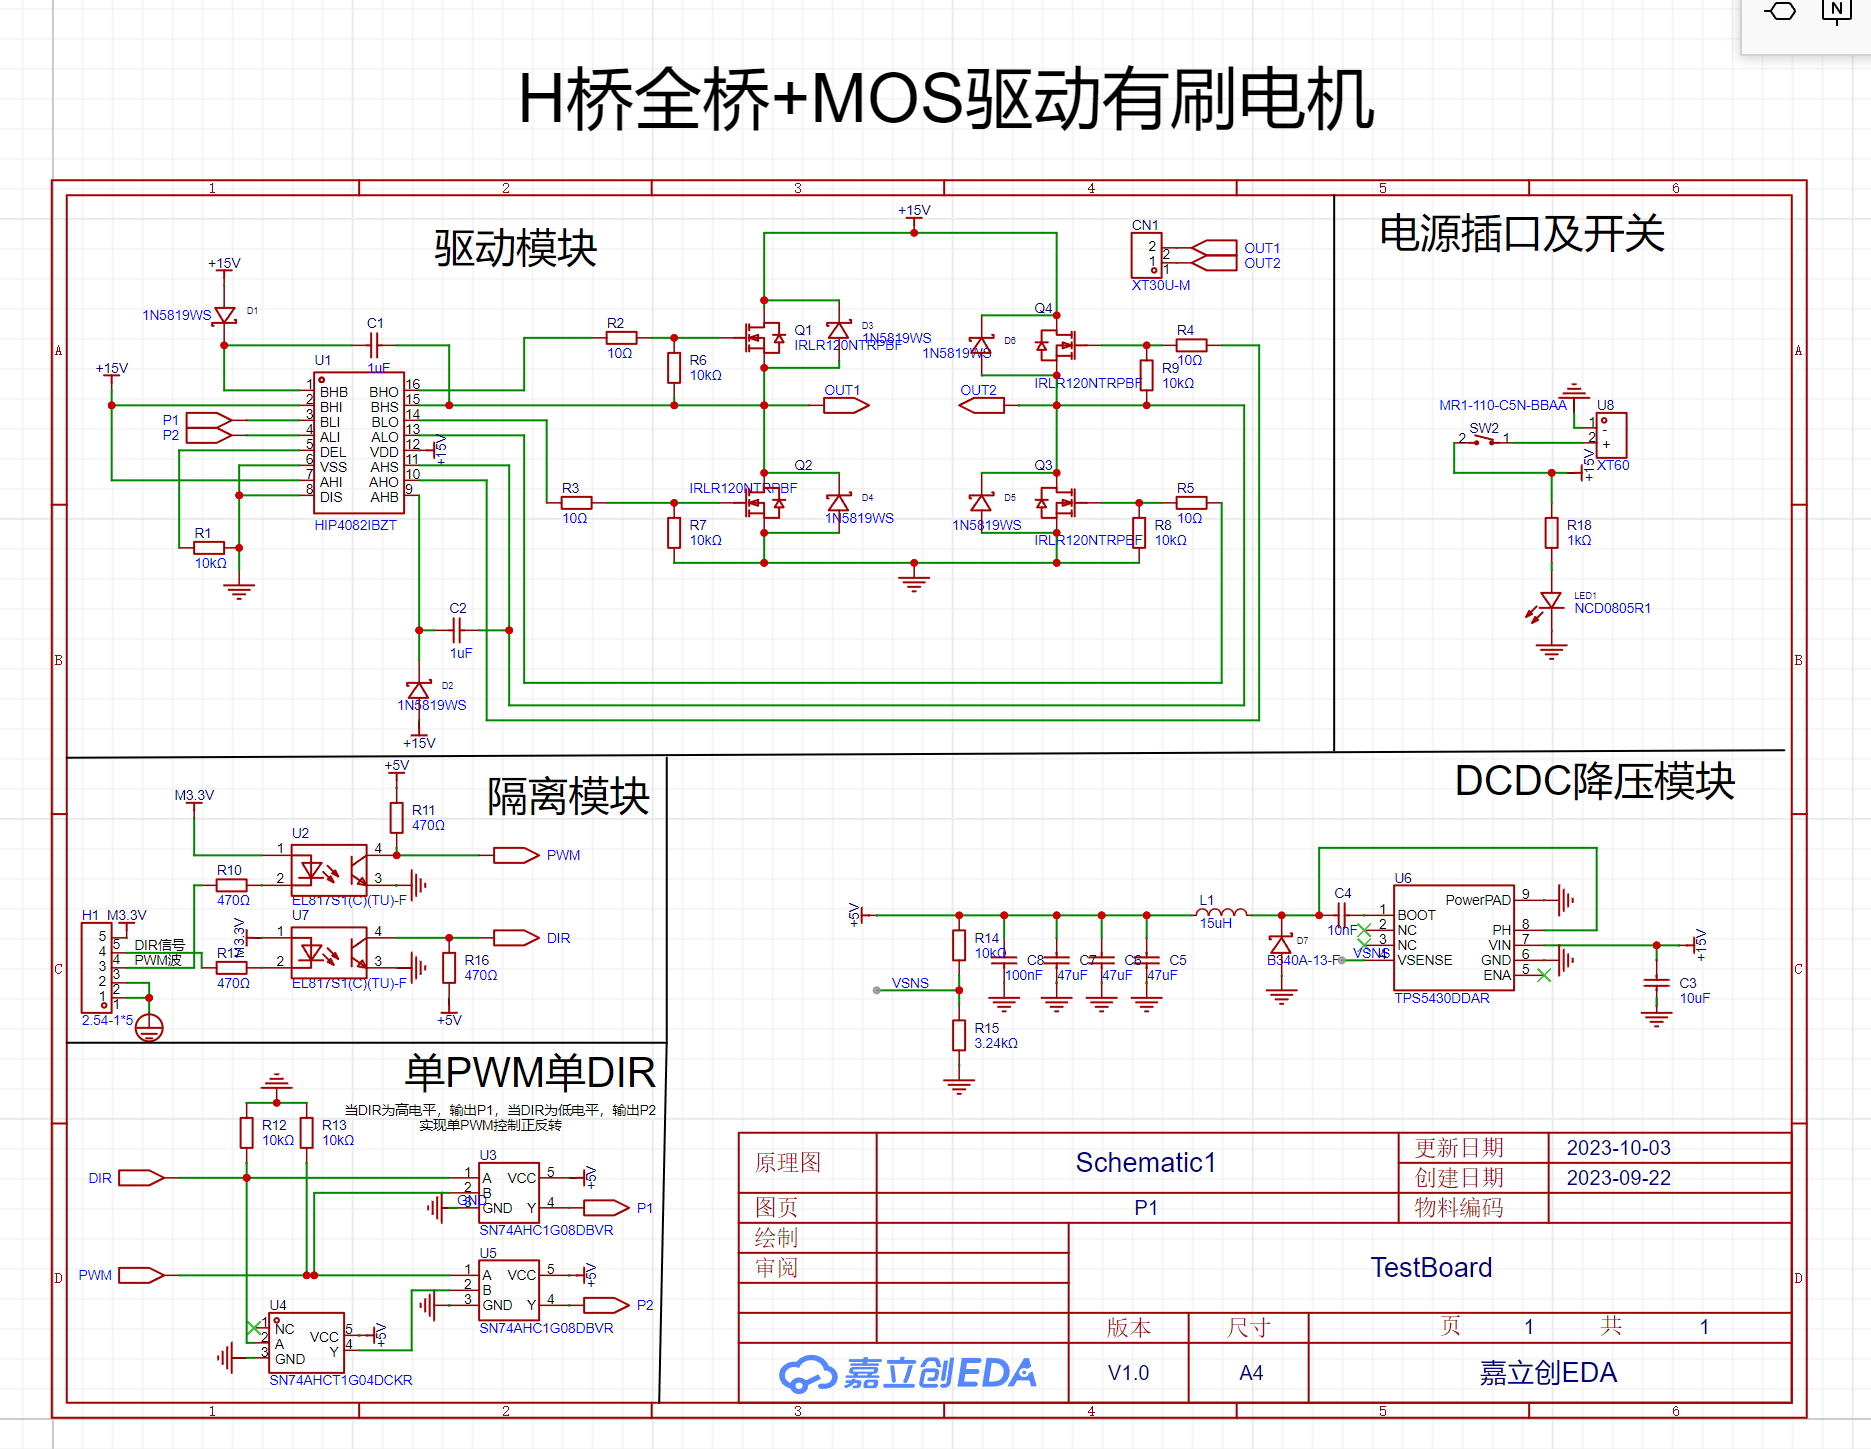 N
H桥全桥+MOS驱动有刷电机
1 2 3 4 5 6
A
B
C
D
驱动模块
+15V
1N5819WS D1
C1
1uF
+15V
U1
1 BHB BHO 16
2 BHI BHS 15
3 BLI BLO 14
4 ALI ALO 13
5 DEL VDD 12
6 VSS AHS 11
7 AHI AHO 10
8 DIS AHB 9
HIP4082IBZT
P1
P2
+15V
R1
10kΩ
C2
1uF
D2
1N5819WS
+15V
+15V
R2
10Ω
R6
10kΩ
Q1
IRLR120NTRPBF
D3
1N5819WS
OUT1
R3
10Ω
R7
10kΩ
Q2
IRLR120NTRPBF
D4
1N5819WS
Q4
IRLR120NTRPBF
D6
1N5819WS
R4
10Ω
R9
10kΩ
OUT2
Q3
IRLR120NTRPBF
D5
1N5819WS
R5
10Ω
R8
10kΩ
CN1
2 2
1 1
XT30U-M
OUT1
OUT2
电源插口及开关
MR1-110-C5N-BBAA
U8
1 -
2 +
XT60
SW2
2 1
+15V
R18
1kΩ
LED1
NCD0805R1
隔离模块
+5V
R11
470Ω
M3.3V
U2
1 4
2 3
EL817S1(C)(TU)-F
PWM
R10
470Ω
U7
1 4
2 3
EL817S1(C)(TU)-F
M3.3V
DIR
R16
470Ω
+5V
R17
470Ω
H1 M3.3V
5 5
4 4
3 3
2 2
1 1
2.54-1*5
DIR信号
PWM波
DCDC降压模块
+5V
R14
10kΩ
VSNS
R15
3.24kΩ
C8
100nF
C7
47uF
C6
47uF
C5
47uF
L1
15uH
D7
B340A-13-F
C4
10nF
VSNS
U6
1 BOOT PowerPAD 9
2 NC PH 8
3 NC VIN 7
4 VSENSE GND 6
ENA 5
TPS5430DDAR
+15V
C3
10uF
单PWM单DIR
当DIR为高电平，输出P1，当DIR为低电平，输出P2
实现单PWM控制正反转
R12
10kΩ
R13
10kΩ
DIR
PWM
U3
1 A VCC 5
2 B
3 GND Y 4
GND
SN74AHC1G08DBVR
+5V
P1
U5
1 A VCC 5
2 B
3 GND Y 4
SN74AHC1G08DBVR
+5V
P2
U4
1 NC
2 A VCC 5
3 GND Y 4
SN74AHCT1G04DCKR
+5V
原理图 Schematic1 更新日期 2023-10-03
创建日期 2023-09-22
图页 P1 物料编码
绘制
审阅
TestBoard
版本 尺寸 页 1 共 1
嘉立创EDA V1.0 A4 嘉立创EDA
1 2 3 4 5 6
A
B
C
D